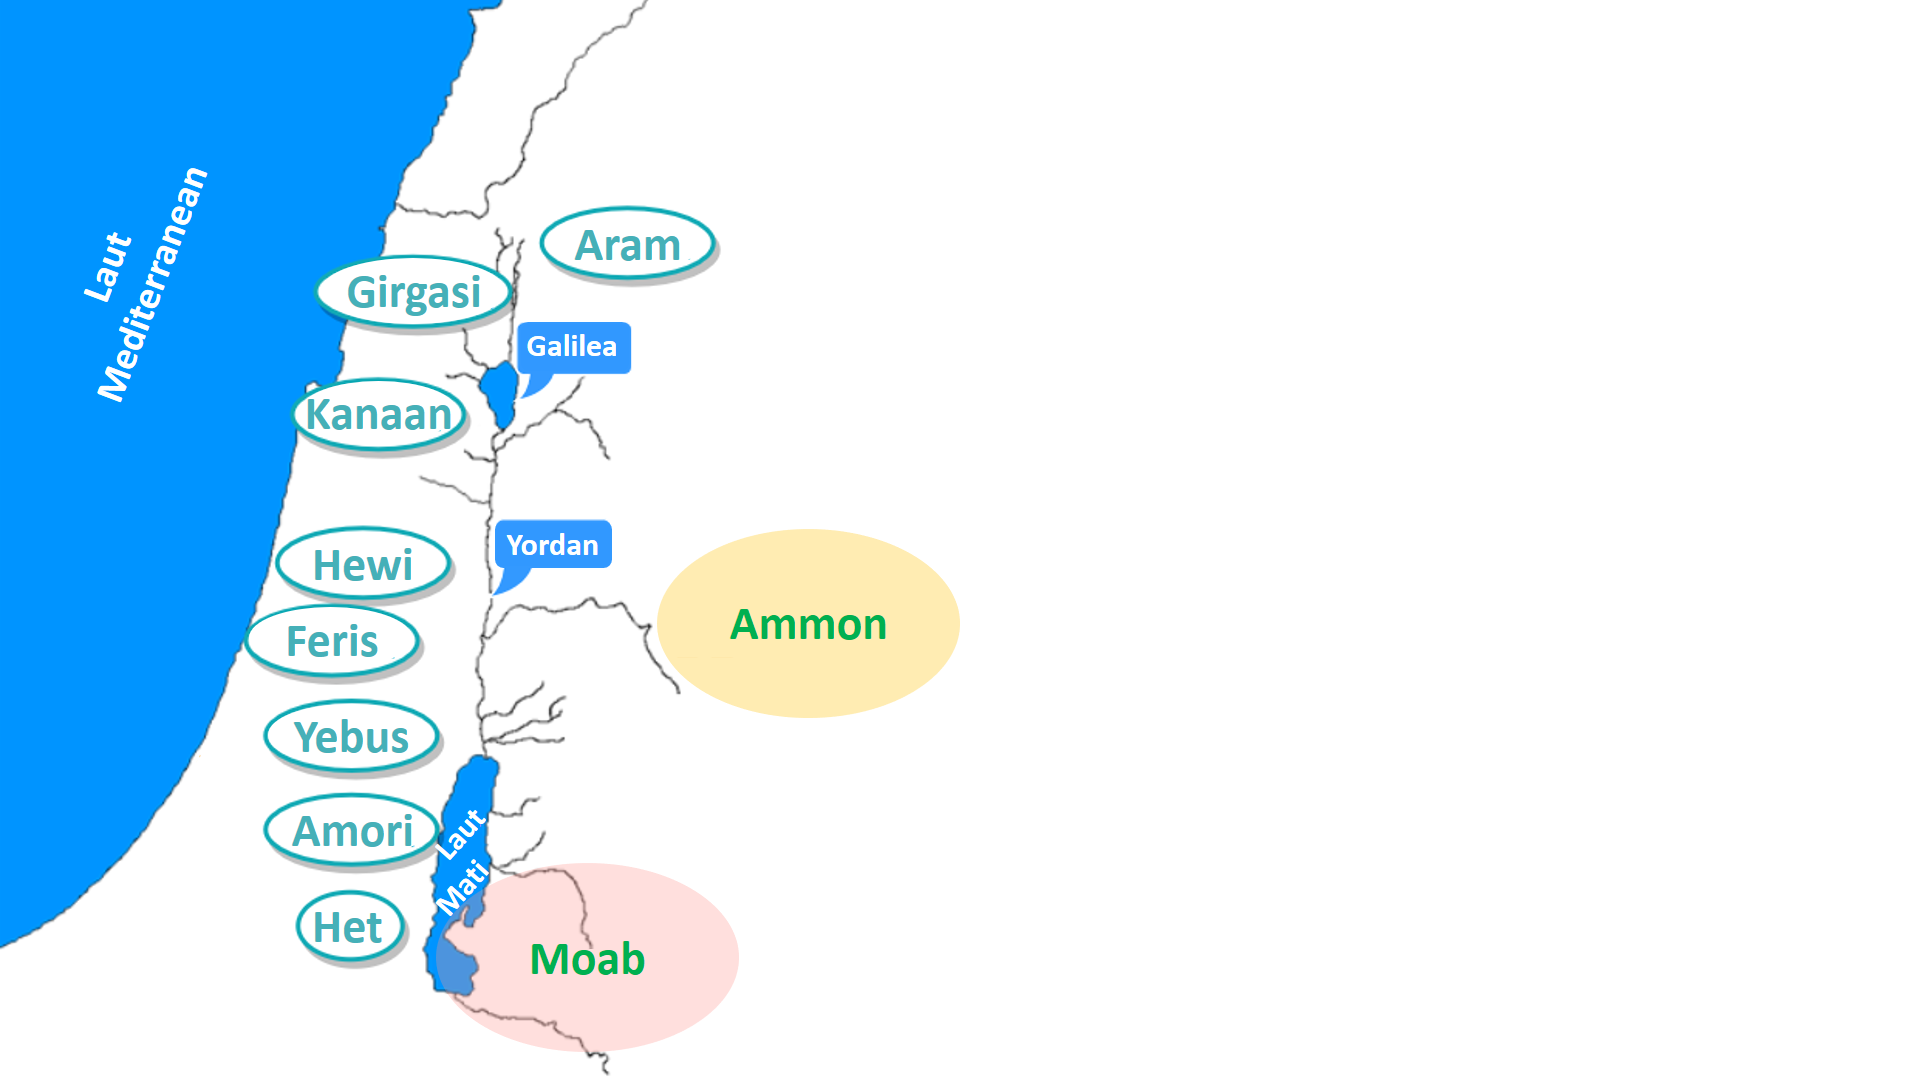 Laut
Mediterranean
Aram
Girgasi
Galilea
Kanaan
Yordan
Hewi
Ammon
Feris
Yebus
Amori
Laut
Mati
Het
Moab